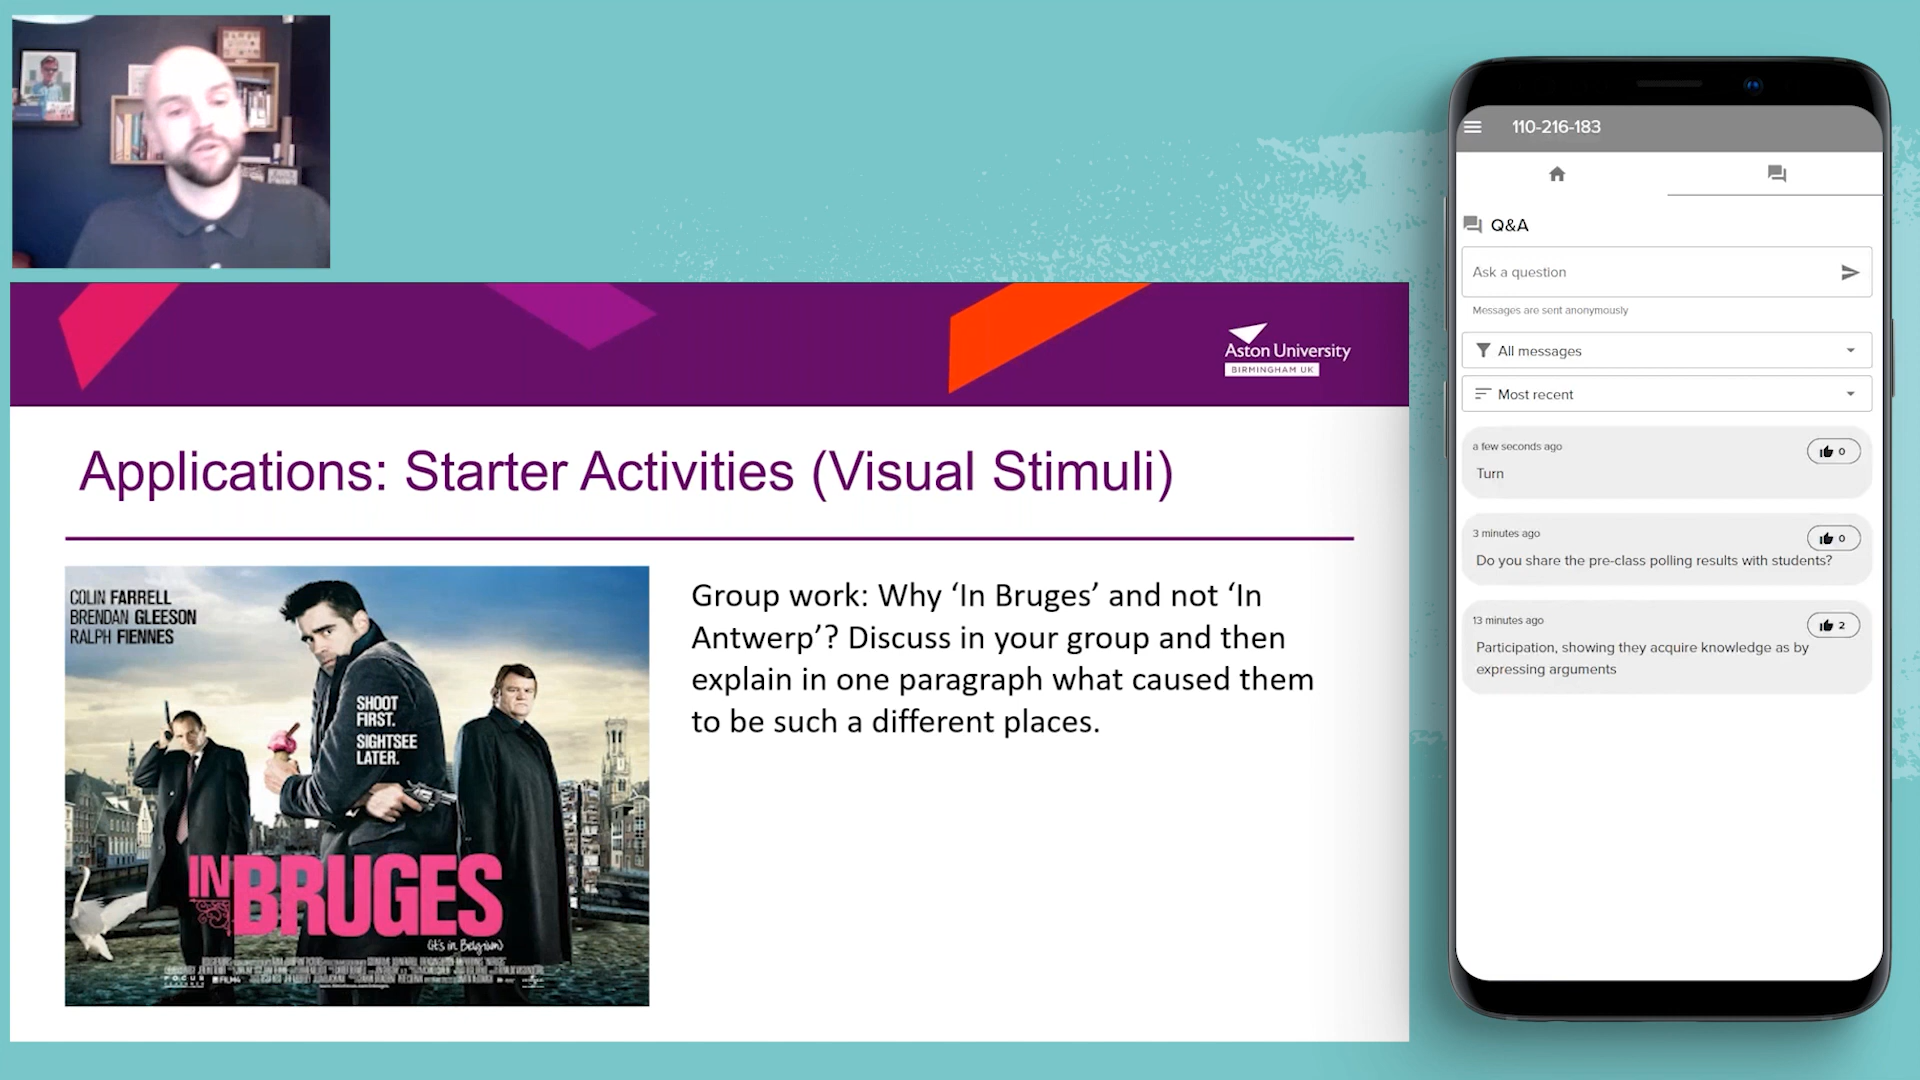 Aston University
BIRMINGHAM UK
Applications: Starter Activities (Visual Stimuli)
COLIN FARRELL
BRENDAN GLEESON
RALPH FIENNES
SHOOT
FIRST.
SIGHTSEE
LATER.
IN BRUGES
(it's in Belgium)
FOCUS
FILM4
Group work: Why ‘In Bruges’ and not ‘In
Antwerp’? Discuss in your group and then
explain in one paragraph what caused them
to be such a different places.
110-216-183
Q&A
Ask a question
Messages are sent anonymously
All messages
Most recent
a few seconds ago
0
Turn
3 minutes ago
0
Do you share the pre-class polling results with students?
13 minutes ago
2
Participation, showing they acquire knowledge as by
expressing arguments